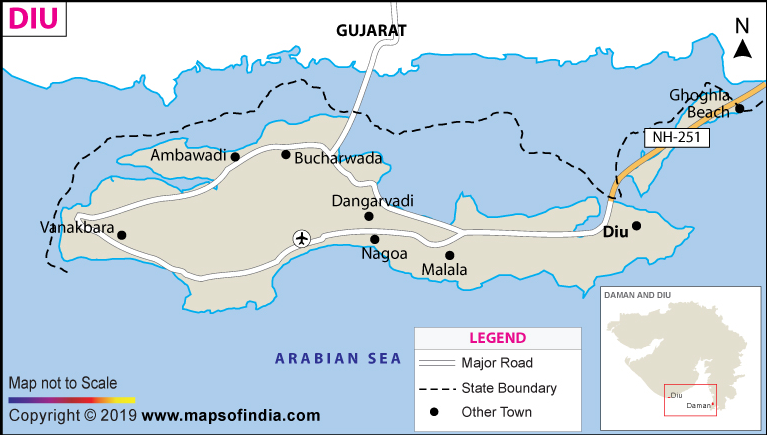 DIU
GUJARAT
N
Ghoghla
Beach
NH-251
Ambawadi
Bucharwada
Dangarvadi
Vanakbara
Diu
Nagoa
Malala
DAMAN AND DIU
Diu
Daman
ARABIAN SEA
LEGEND
Major Road
State Boundary
Other Town
Map not to Scale
Copyright © 2019 www.mapsofindia.com